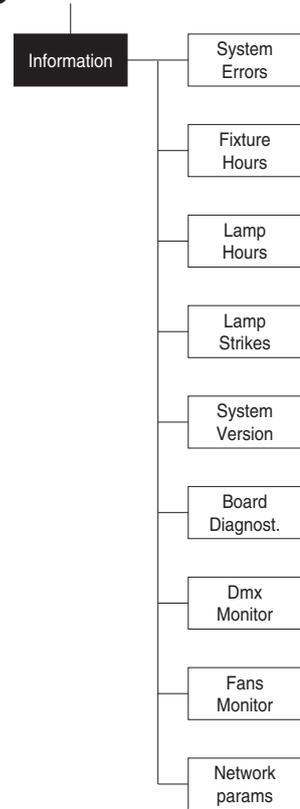 Information
System
Errors
Fixture
Hours
Lamp
Hours
Lamp
Strikes
System
Version
Board
Diagnost.
Dmx
Monitor
Fans
Monitor
Network
params